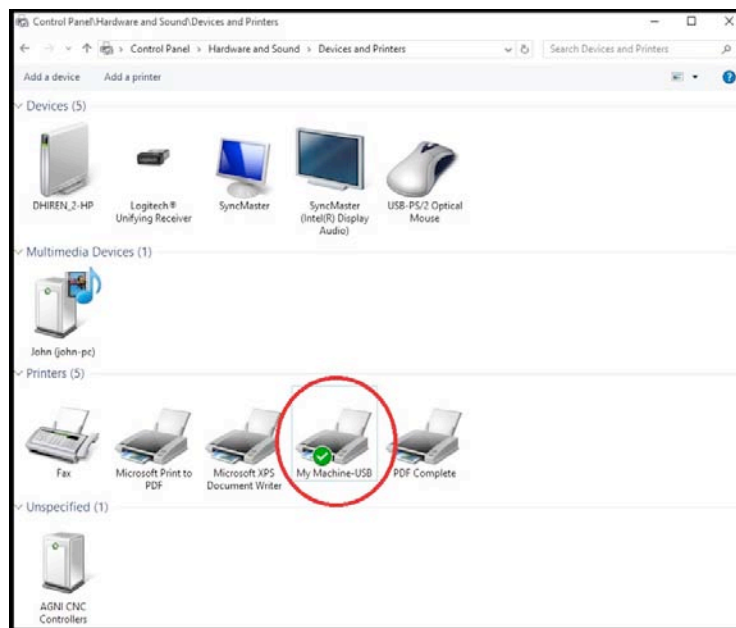 Control Panel\Hardware and Sound\Devices and Printers
Control Panel > Hardware and Sound > Devices and Printers
Search Devices and Printers
Add a device Add a printer
Devices (5)
DHIREN_2-HP
Logitech®
Unifying Receiver
SyncMaster
SyncMaster
(Intel(R) Display
Audio)
USB-PS/2 Optical
Mouse
Multimedia Devices (1)
John (john-pc)
Printers (5)
Fax
Microsoft Print to
PDF
Microsoft XPS
Document Writer
My Machine-USB
PDF Complete
Unspecified (1)
AGNI CNC
Controllers